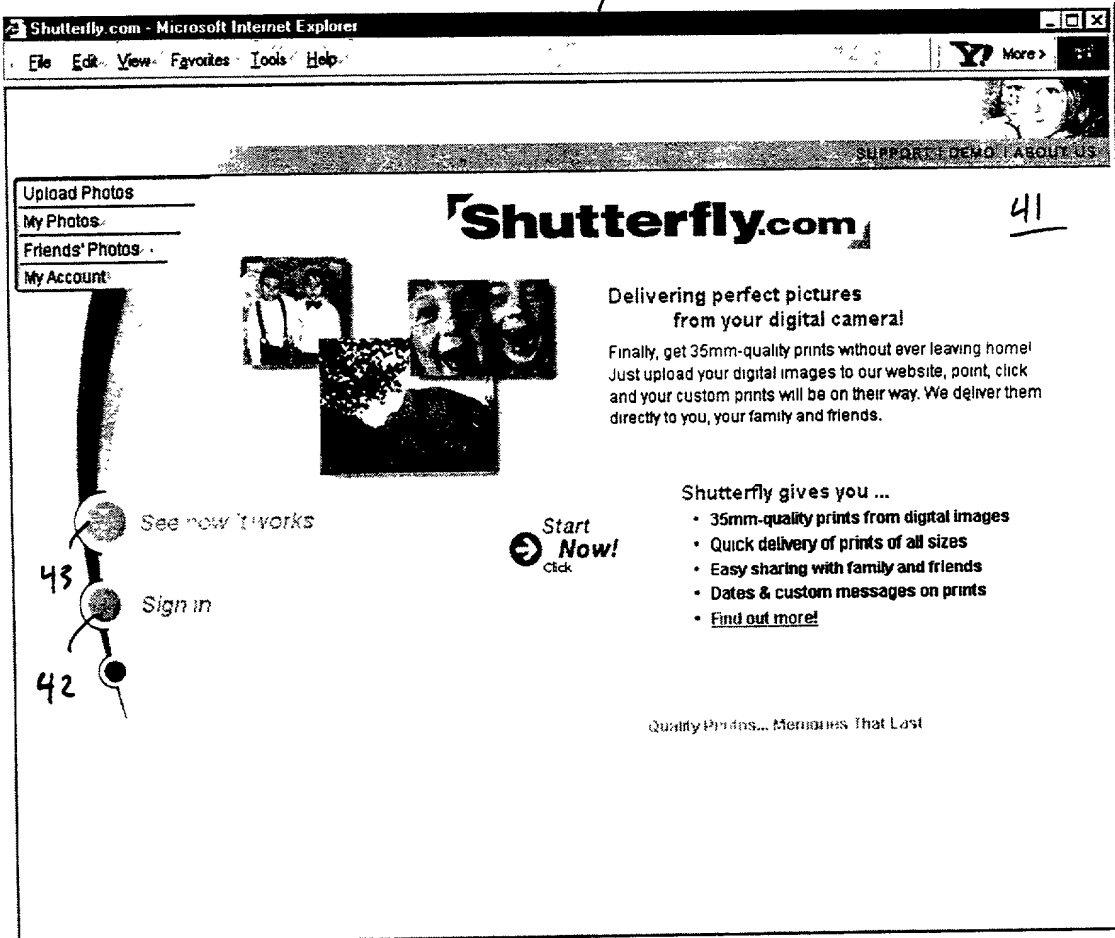 Shutterfly.com - Microsoft Internet Explorer
File Edit View Favorites Tools Help
More >
SUPPORT | DEMO | ABOUT US
Upload Photos
My Photos
Friends' Photos
My Account
Shutterfly.com
41
Delivering perfect pictures
from your digital camera!
Finally, get 35mm-quality prints without ever leaving home!
Just upload your digital images to our website, point, click
and your custom prints will be on their way. We deliver them
directly to you, your family and friends.
See how it works
43
Sign in
42
Start
Now!
Click
Shutterfly gives you ...
• 35mm-quality prints from digital images
• Quick delivery of prints of all sizes
• Easy sharing with family and friends
• Dates & custom messages on prints
• Find out more!
Quality Photos... Memories That Last